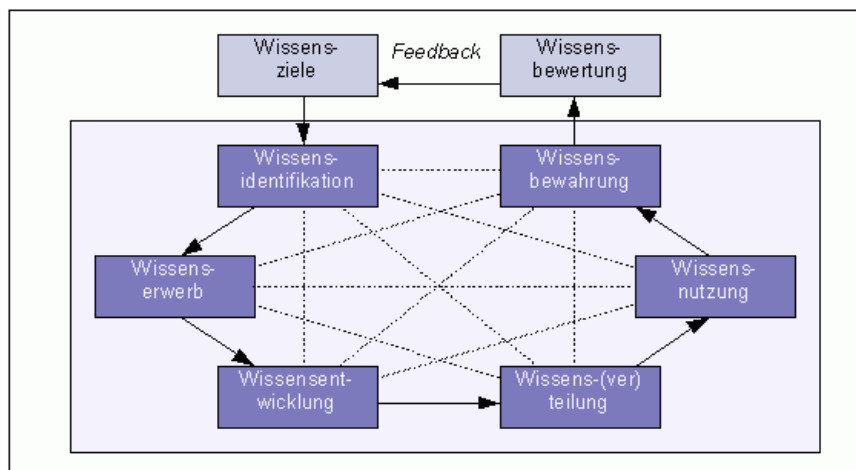 Wissens-
ziele
Feedback
Wissens-
bewertung
Wissens-
identifikation
Wissens-
bewahrung
Wissens-
erwerb
Wissens-
nutzung
Wissensent-
wicklung
Wissens-(ver)
teilung